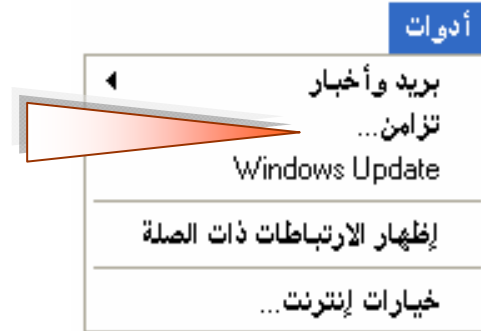 أدوات
بريد وأخبار
تزامن...
Windows Update
إظهار الارتباطات ذات الصلة
خيارات إنترنت...